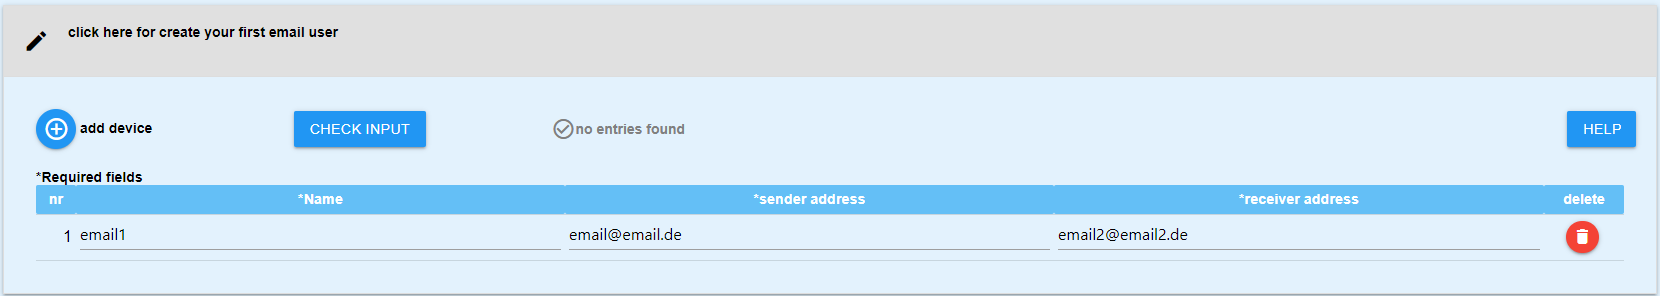 click here for create your first email user
add device CHECK INPUT no entries found HELP
*Required fields
nr *Name *sender address *receiver address delete
1 email1 email@email.de email2@email2.de